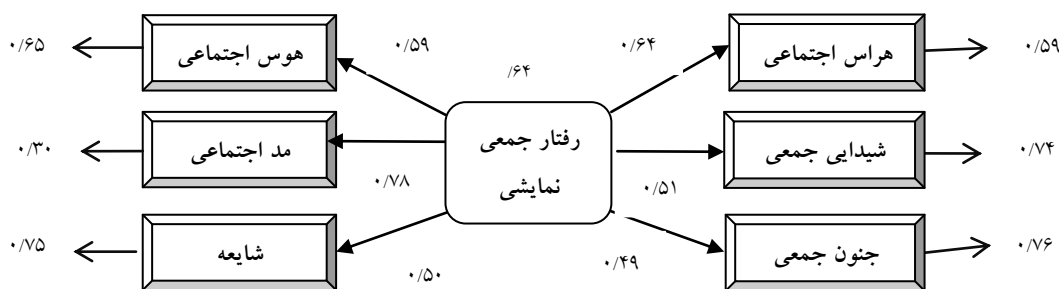 ۰/۶۵
هوس اجتماعی
۰/۵۹
/۶۴
۰/۶۴
هراس اجتماعی
۰/۵۹
۰/۳۰
مد اجتماعی
۰/۷۸
رفتار جمعی
نمایشی
۰/۵۱
شیدایی جمعی
۰/۷۴
۰/۷۵
شایعه
۰/۵۰
۰/۴۹
جنون جمعی
۰/۷۶